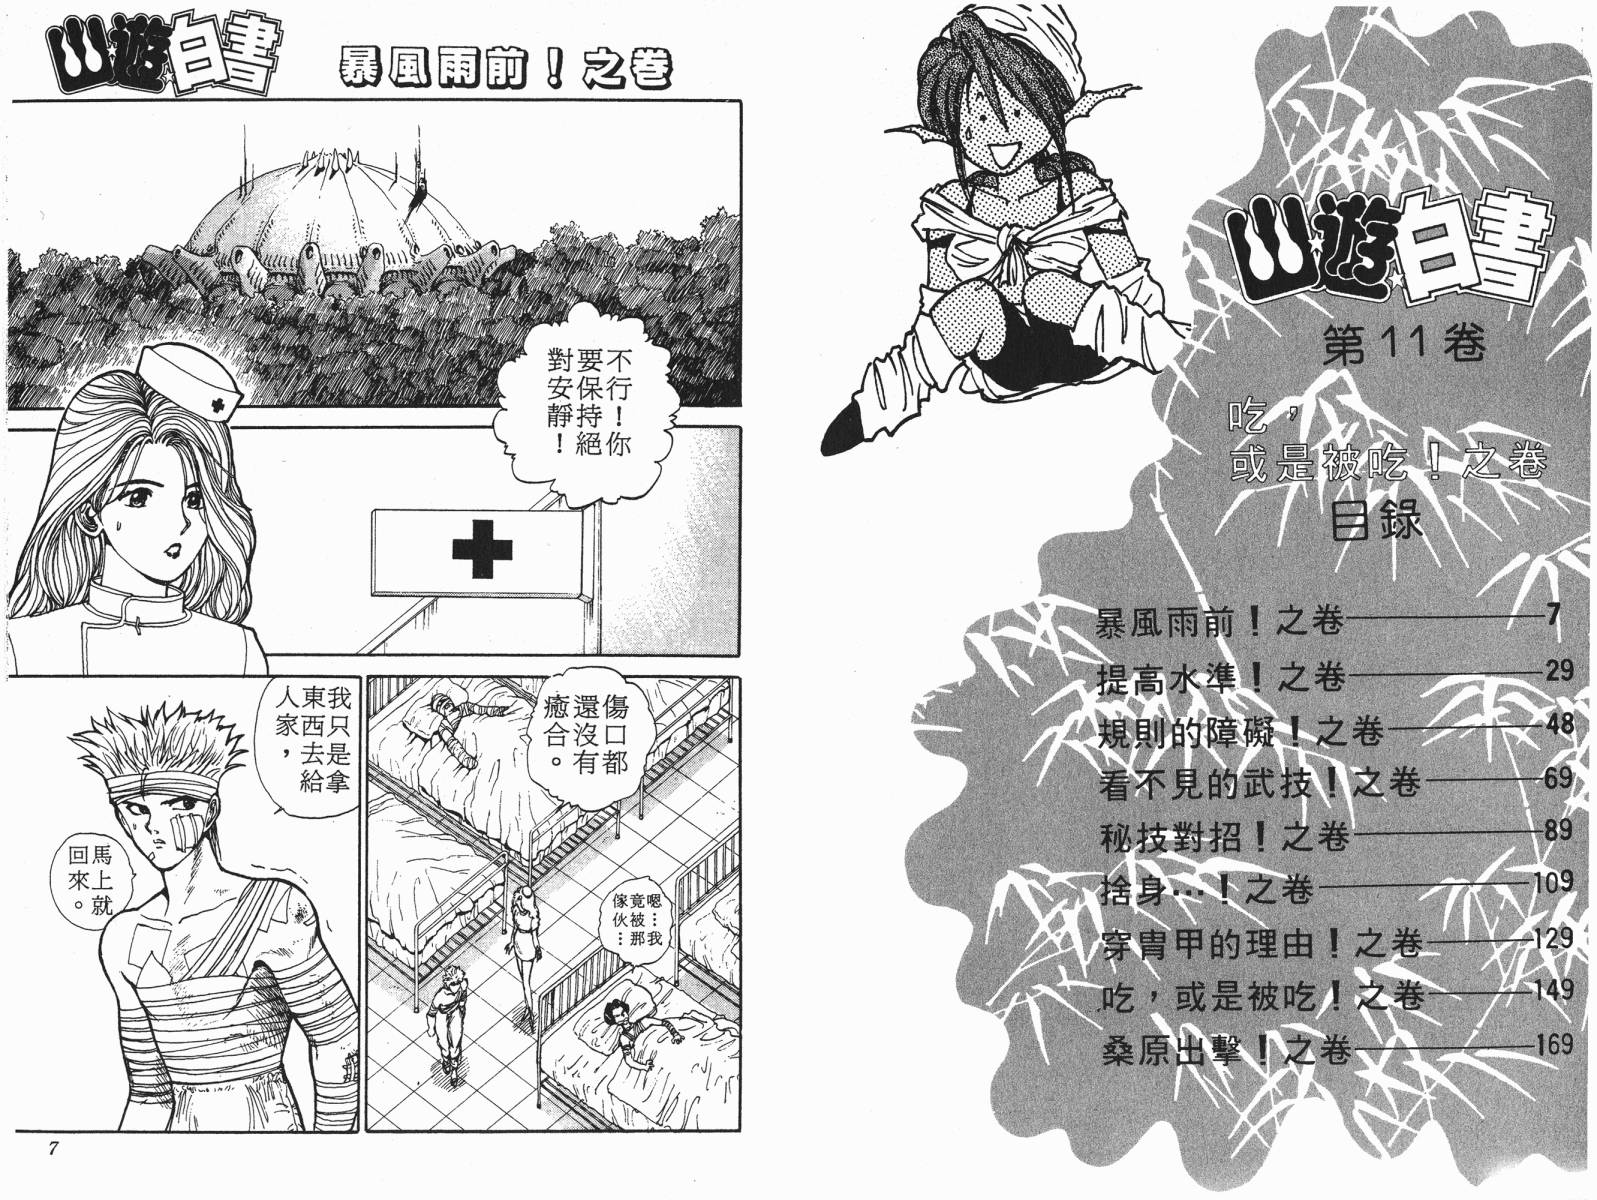 幽遊白書
第11卷
吃，
或是被吃！之卷
目錄
暴風雨前！之卷 7
提高水準！之卷 29
規則的障礙！之卷 48
看不見的武技！之卷 69
秘技對招！之卷 89
捨身…！之卷 109
穿冑甲的理由！之卷 129
吃，或是被吃！之卷 149
桑原出擊！之卷 169
幽遊白書
暴風雨前！之卷
不行！你
要保持絕
對安靜！
傷口都
還沒有
癒合。
嗯…我
竟被那
傢伙…
我只是拿
東西去給
人家，
馬上就
回來。
7